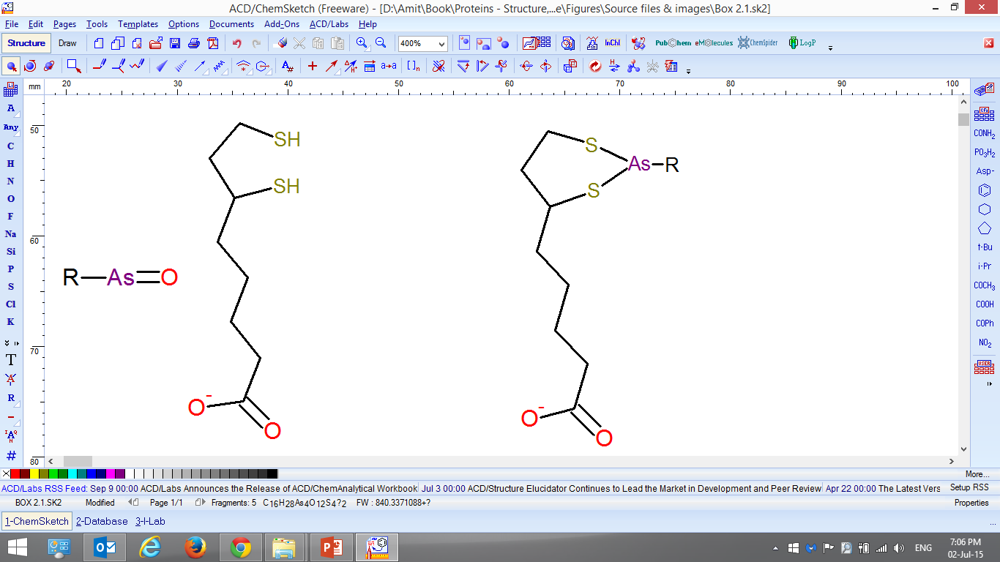 ACD/ChemSketch (Freeware) - [D:\Amit\Book\Proteins - Structure,...e\Figures\Source files & images\Box 2.1.sk2]
File Edit Pages Tools Templates Options Documents Add-Ons ACD/Labs Help
Structure Draw 400% InChI PubChem eMolecules ChemSpider LogP
mm 20 30 40 50 60 70 80 90 100
A
Any
C
H
N
O
F
Na
Si
P
S
Cl
K
T
A
R
#
50
60
70
80
SH
SH
R As O
O-
O
S
As R
S
O-
O
CONH2
PO3H2
Asp-
t-Bu
i-Pr
COCH3
COOH
COPh
NO2
USER
More...
ACD/Labs RSS Feed: Sep 9 00:00 ACD/Labs Announces the Release of ACD/ChemAnalytical Workbook Jul 3 00:00 ACD/Structure Elucidator Continues to Lead the Market in Development and Peer Review Apr 22 00:00 The Latest Vers Setup RSS
BOX 2.1.SK2 Modified Page 1/1 Fragments: 5 C16H28As4O12S4?2 FW : 840.3371088+? Properties
1-ChemSketch 2-Database 3-I-Lab ...
ENG 7:06 PM
02-Jul-15